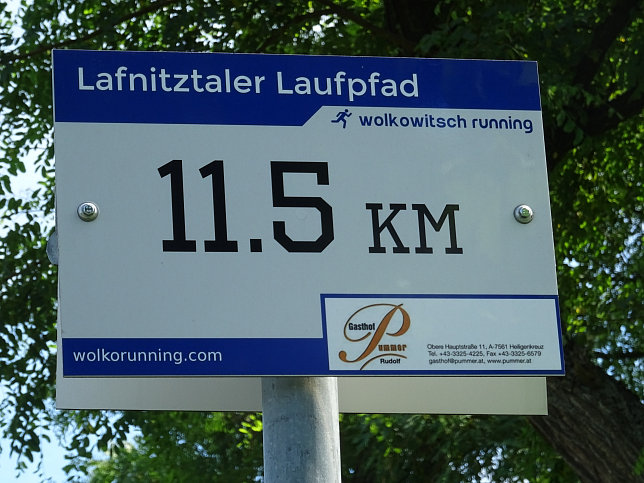 Lafnitztaler Laufpfad
wolkowitsch running
11.5 KM
Gasthof
Pummer
Rudolf
Obere Hauptstraße 11, A-7561 Heiligenkreuz
Tel. +43-3325-4225, Fax +43-3325-6579
gasthof@pummer.at, www.pummer.at
wolkorunning.com